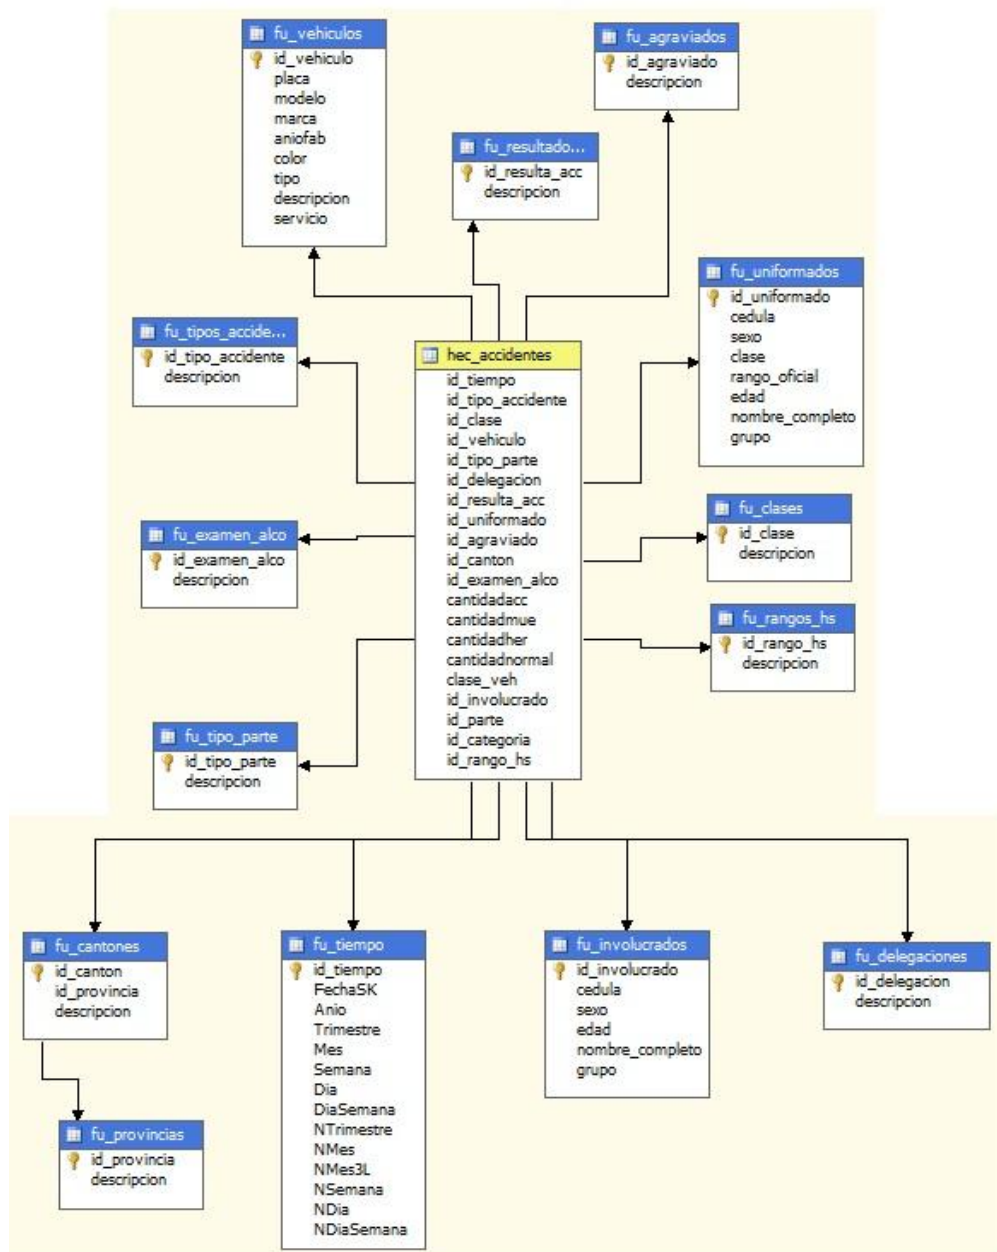 fu_vehiculos
id_vehiculo
placa
modelo
marca
aniofab
color
tipo
descripcion
servicio
fu_agraviados
id_agraviado
descripcion
fu_resultado...
id_resulta_acc
descripcion
fu_uniformados
id_uniformado
cedula
sexo
clase
rango_oficial
edad
nombre_completo
grupo
fu_tipos_accide...
id_tipo_accidente
descripcion
hec_accidentes
id_tiempo
id_tipo_accidente
id_clase
id_vehiculo
id_tipo_parte
id_delegacion
id_resulta_acc
id_uniformado
id_agraviado
id_canton
id_examen_alco
cantidadacc
cantidadmue
cantidadher
cantidadnormal
clase_veh
id_involucrado
id_parte
id_categoria
id_rango_hs
fu_examen_alco
id_examen_alco
descripcion
fu_clases
id_clase
descripcion
fu_rangos_hs
id_rango_hs
descripcion
fu_tipo_parte
id_tipo_parte
descripcion
fu_cantones
id_canton
id_provincia
descripcion
fu_provincias
id_provincia
descripcion
fu_tiempo
id_tiempo
FechaSK
Anio
Trimestre
Mes
Semana
Dia
DiaSemana
NTrimestre
NMes
NMes3L
NSemana
NDia
NDiaSemana
fu_involucrados
id_involucrado
cedula
sexo
edad
nombre_completo
grupo
fu_delegaciones
id_delegacion
descripcion